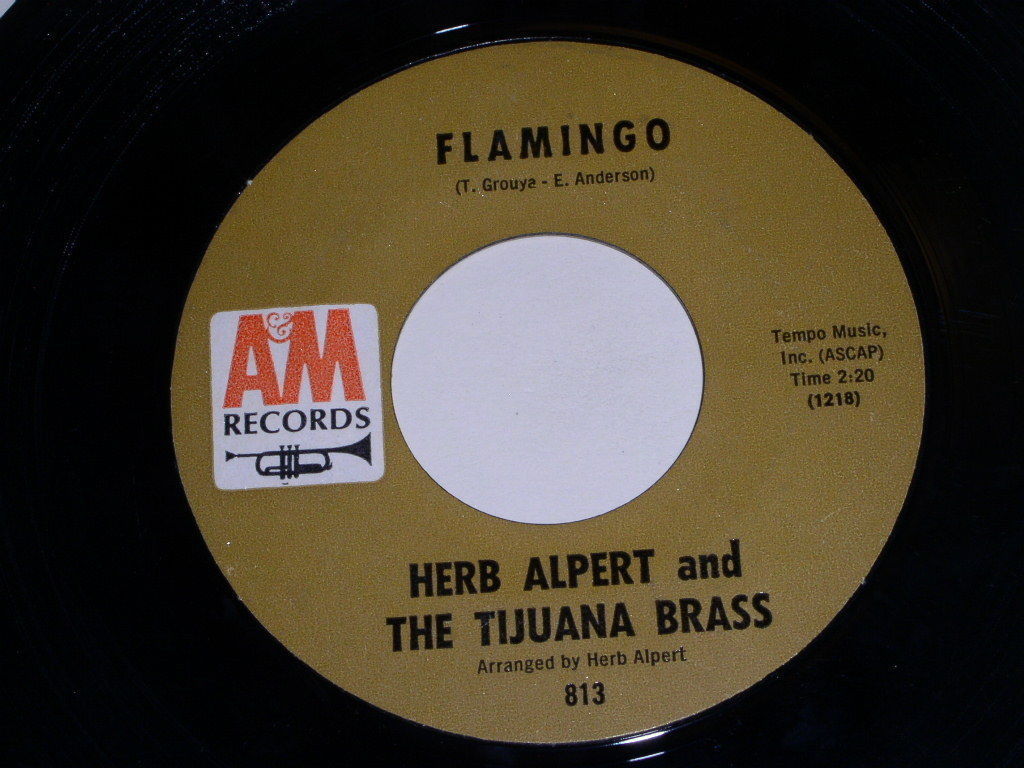 FLAMINGO
(T. Grouya - E. Anderson)
A&M
RECORDS
Tempo Music,
Inc. (ASCAP)
Time 2:20
(1218)
HERB ALPERT and
THE TIJUANA BRASS
Arranged by Herb Alpert
813